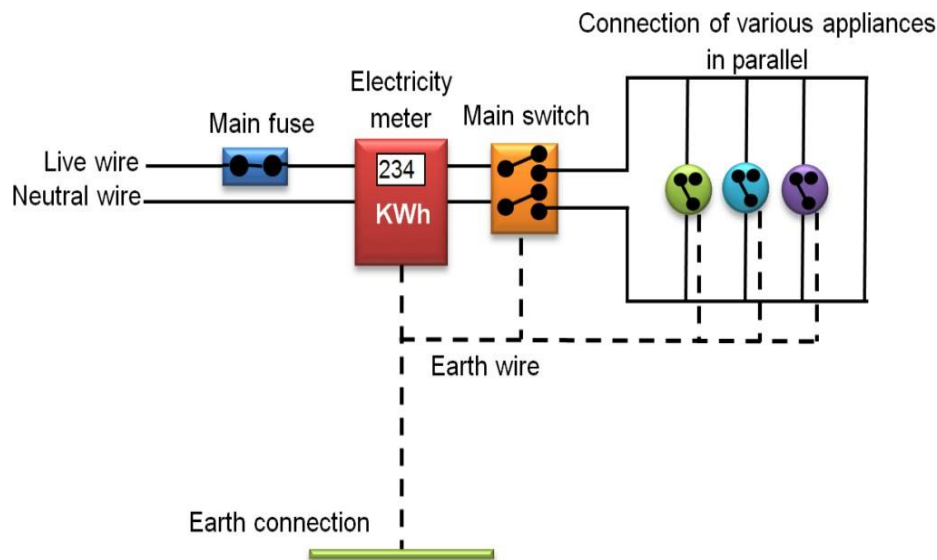 Connection of various appliances
in parallel
Electricity
meter
Main fuse
Main switch
Live wire
Neutral wire
234
KWh
Earth wire
Earth connection